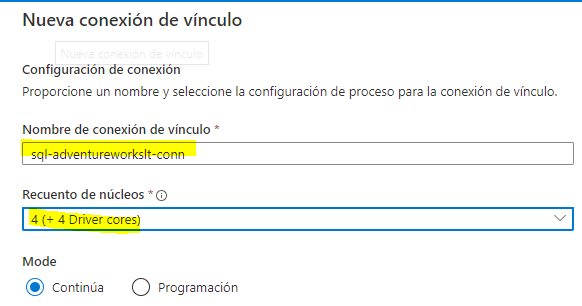 Nueva conexión de vínculo
Nueva conexión de vínculo
Configuración de conexión
Proporcione un nombre y seleccione la configuración de proceso para la conexión de vínculo.
Nombre de conexión de vínculo *
sql-adventureworkslt-conn
Recuento de núcleos *
4 (+ 4 Driver cores)
Mode
Continúa Programación